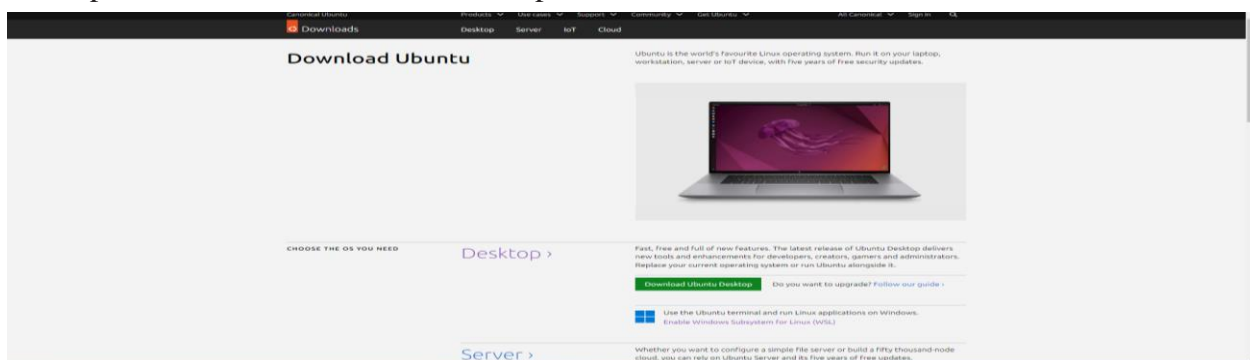 Canonical Ubuntu Products Use cases Support Community Get Ubuntu All Canonical Sign in
Downloads Desktop Server IoT Cloud
Download Ubuntu
Ubuntu is the world's favourite Linux operating system. Run it on your laptop,
workstation, server or IoT device, with five years of free security updates.
CHOOSE THE OS YOU NEED
Desktop ›
Fast, free and full of new features. The latest release of Ubuntu Desktop delivers
new tools and enhancements for developers, creators, gamers and administrators.
Replace your current operating system or run Ubuntu alongside it.
Download Ubuntu Desktop Do you want to upgrade? Follow our guide ›
Use the Ubuntu terminal and run Linux applications on Windows.
Enable Windows Subsystem for Linux (WSL)
Server ›
Whether you want to configure a simple file server or build a fifty thousand-node
cloud, you can rely on Ubuntu Server and its five years of free updates.